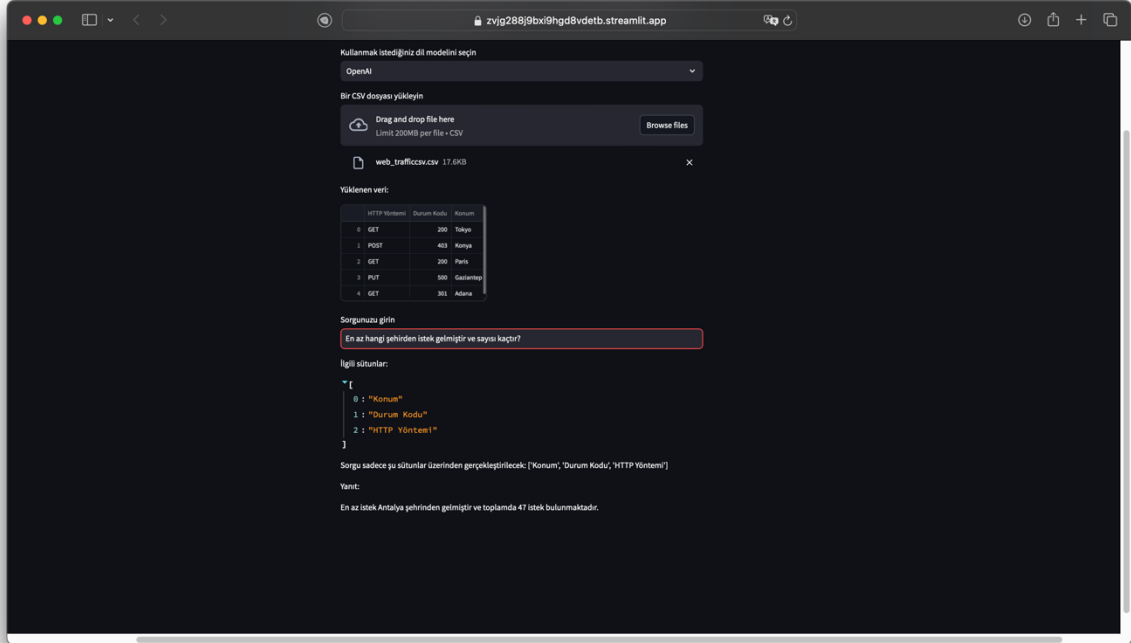 zvjg288j9bxi9hgd8vdetb.streamlit.app
Kullanmak istediğiniz dil modelini seçin
OpenAI
Bir CSV dosyası yükleyin
Drag and drop file here
Limit 200MB per file • CSV
Browse files
web_trafficcsv.csv 17.6KB
Yüklenen veri:
HTTP Yöntemi Durum Kodu Konum
0 GET 200 Tokyo
1 POST 403 Konya
2 GET 200 Paris
3 PUT 500 Gaziantep
4 GET 301 Adana
Sorgunuzu girin
En az hangi şehirden istek gelmiştir ve sayısı kaçtır?
İlgili sütunlar:
[
0 : "Konum"
1 : "Durum Kodu"
2 : "HTTP Yöntemi"
]
Sorgu sadece şu sütunlar üzerinden gerçekleştirilecek: ['Konum', 'Durum Kodu', 'HTTP Yöntemi']
Yanıt:
En az istek Antalya şehrinden gelmiştir ve toplamda 47 istek bulunmaktadır.